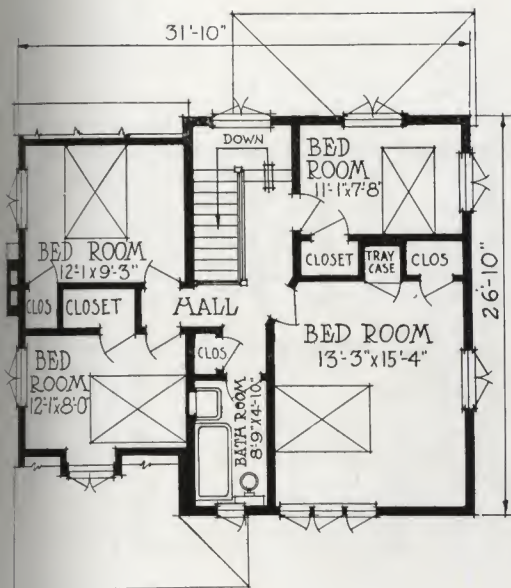 31'-10"
DOWN
BED
ROOM
11'-1"x7'-8"
BED ROOM
12'-1"x9'-3"
CLOSET
TRAY
CASE
CLOS
26'-10"
CLOS
CLOSET
HALL
BED
ROOM
12'-1"x8'-0"
CLOS
BED ROOM
13'-3"x15'-4"
BATH ROOM
8'-9"x4'-10"